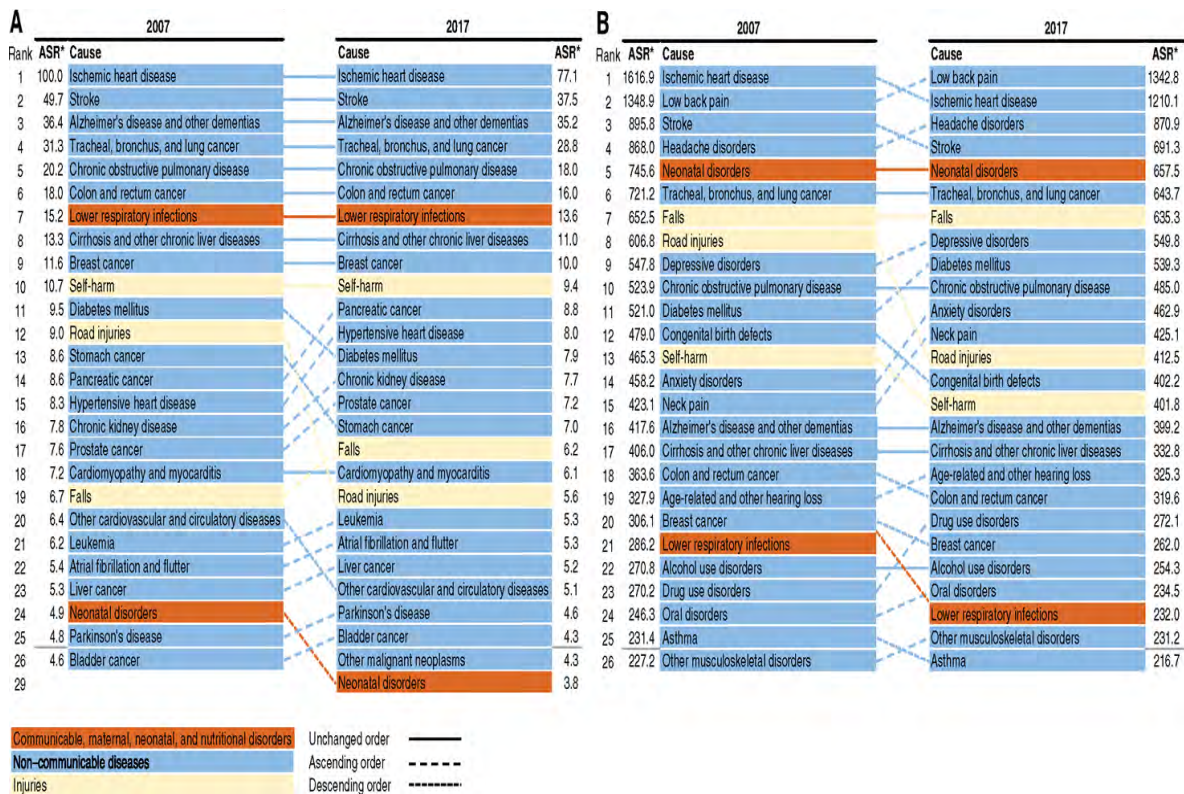 A B
2007 2017 2007 2017
Rank ASR* Cause Cause ASR* Rank ASR* Cause Cause ASR*
1 100.0 Ischemic heart disease Ischemic heart disease 77.1 1 1616.9 Ischemic heart disease Low back pain 1342.8
2 49.7 Stroke Stroke 37.5 2 1348.9 Low back pain Ischemic heart disease 1210.1
3 36.4 Alzheimer's disease and other dementias Alzheimer's disease and other dementias 35.2 3 895.8 Stroke Headache disorders 870.9
4 31.3 Tracheal, bronchus, and lung cancer Tracheal, bronchus, and lung cancer 28.8 4 868.0 Headache disorders Stroke 691.3
5 20.2 Chronic obstructive pulmonary disease Chronic obstructive pulmonary disease 18.0 5 745.6 Neonatal disorders Neonatal disorders 657.5
6 18.0 Colon and rectum cancer Colon and rectum cancer 16.0 6 721.2 Tracheal, bronchus, and lung cancer Tracheal, bronchus, and lung cancer 643.7
7 15.2 Lower respiratory infections Lower respiratory infections 13.6 7 652.5 Falls Falls 635.3
8 13.3 Cirrhosis and other chronic liver diseases Cirrhosis and other chronic liver diseases 11.0 8 606.8 Road injuries Depressive disorders 549.8
9 11.6 Breast cancer Breast cancer 10.0 9 547.8 Depressive disorders Diabetes mellitus 539.3
10 10.7 Self-harm Self-harm 9.4 10 523.9 Chronic obstructive pulmonary disease Chronic obstructive pulmonary disease 485.0
11 9.5 Diabetes mellitus Pancreatic cancer 8.8 11 521.0 Diabetes mellitus Anxiety disorders 462.9
12 9.0 Road injuries Hypertensive heart disease 8.0 12 479.0 Congenital birth defects Neck pain 425.1
13 8.6 Stomach cancer Diabetes mellitus 7.9 13 465.3 Self-harm Road injuries 412.5
14 8.6 Pancreatic cancer Chronic kidney disease 7.7 14 458.2 Anxiety disorders Congenital birth defects 402.2
15 8.3 Hypertensive heart disease Prostate cancer 7.2 15 423.1 Neck pain Self-harm 401.8
16 7.8 Chronic kidney disease Stomach cancer 7.0 16 417.6 Alzheimer's disease and other dementias Alzheimer's disease and other dementias 399.2
17 7.6 Prostate cancer Falls 6.2 17 406.0 Cirrhosis and other chronic liver diseases Cirrhosis and other chronic liver diseases 332.8
18 7.2 Cardiomyopathy and myocarditis Cardiomyopathy and myocarditis 6.1 18 363.6 Colon and rectum cancer Age-related and other hearing loss 325.3
19 6.7 Falls Road injuries 5.6 19 327.9 Age-related and other hearing loss Colon and rectum cancer 319.6
20 6.4 Other cardiovascular and circulatory diseases Leukemia 5.3 20 306.1 Breast cancer Drug use disorders 272.1
21 6.2 Leukemia Atrial fibrillation and flutter 5.3 21 286.2 Lower respiratory infections Breast cancer 262.0
22 5.4 Atrial fibrillation and flutter Liver cancer 5.2 22 270.8 Alcohol use disorders Alcohol use disorders 254.3
23 5.3 Liver cancer Other cardiovascular and circulatory diseases 5.1 23 270.2 Drug use disorders Oral disorders 234.5
24 4.9 Neonatal disorders Parkinson's disease 4.6 24 246.3 Oral disorders Lower respiratory infections 232.0
25 4.8 Parkinson's disease Bladder cancer 4.3 25 231.4 Asthma Other musculoskeletal disorders 231.2
26 4.6 Bladder cancer Other malignant neoplasms 4.3 26 227.2 Other musculoskeletal disorders Asthma 216.7
29 Neonatal disorders 3.8
Communicable, maternal, neonatal, and nutritional disorders Unchanged order
Non-communicable diseases Ascending order
Injuries Descending order